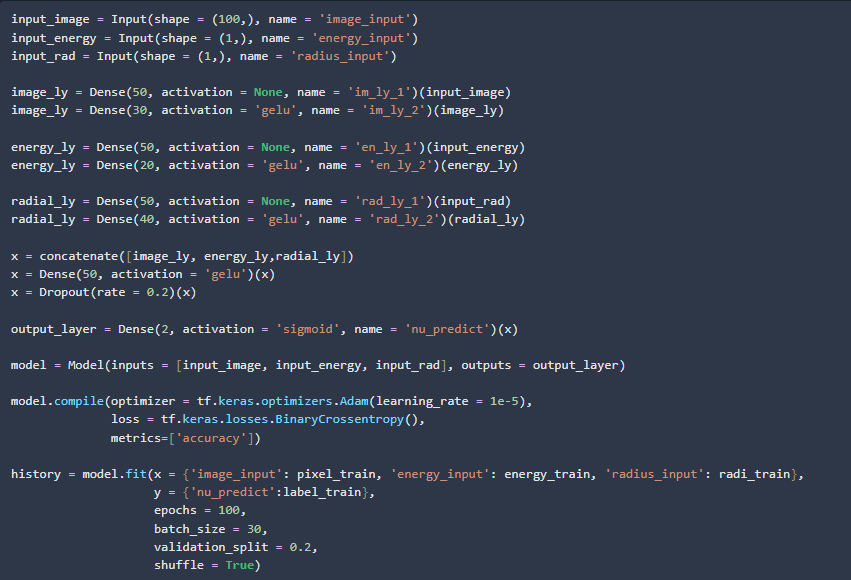 input_image = Input(shape = (100,), name = 'image_input')
input_energy = Input(shape = (1,), name = 'energy_input')
input_rad = Input(shape = (1,), name = 'radius_input')

image_ly = Dense(50, activation = None, name = 'im_ly_1')(input_image)
image_ly = Dense(30, activation = 'gelu', name = 'im_ly_2')(image_ly)

energy_ly = Dense(50, activation = None, name = 'en_ly_1')(input_energy)
energy_ly = Dense(20, activation = 'gelu', name = 'en_ly_2')(energy_ly)

radial_ly = Dense(50, activation = None, name = 'rad_ly_1')(input_rad)
radial_ly = Dense(40, activation = 'gelu', name = 'rad_ly_2')(radial_ly)

x = concatenate([image_ly, energy_ly,radial_ly])
x = Dense(50, activation = 'gelu')(x)
x = Dropout(rate = 0.2)(x)

output_layer = Dense(2, activation = 'sigmoid', name = 'nu_predict')(x)

model = Model(inputs = [input_image, input_energy, input_rad], outputs = output_layer)

model.compile(optimizer = tf.keras.optimizers.Adam(learning_rate = 1e-5),
              loss = tf.keras.losses.BinaryCrossentropy(),
              metrics=['accuracy'])

history = model.fit(x = {'image_input': pixel_train, 'energy_input': energy_train, 'radius_input': radi_train},
                    y = {'nu_predict':label_train},
                    epochs = 100,
                    batch_size = 30,
                    validation_split = 0.2,
                    shuffle = True)